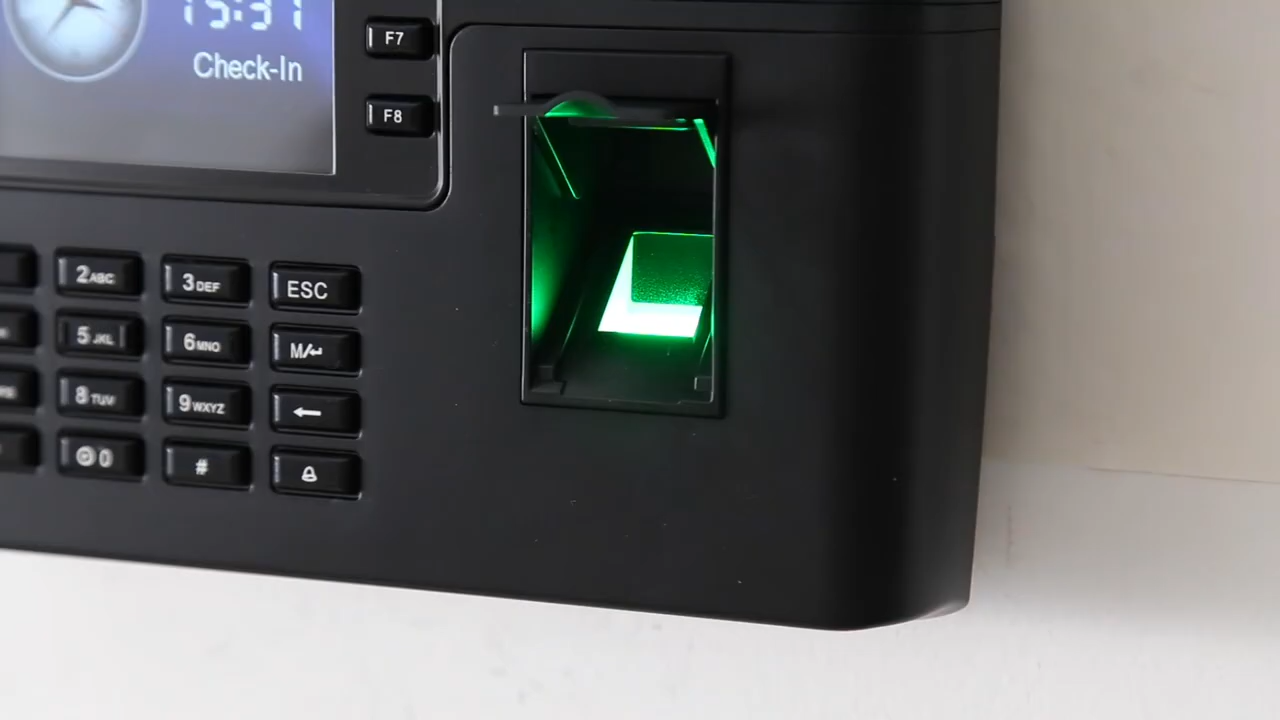 15:31
Check-In
F7
F8
2ABC
3DEF
ESC
5JKL
6MNO
M/↵
8TUV
9WXYZ
←
0
#